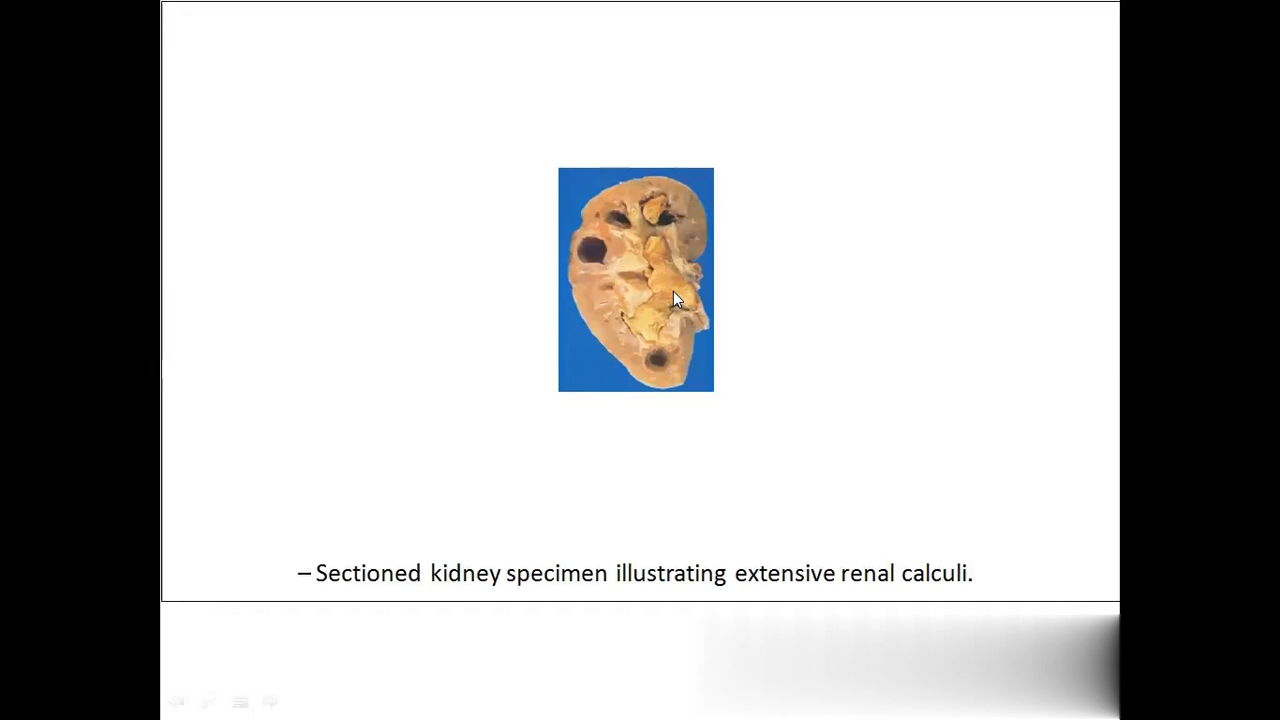 – Sectioned kidney specimen illustrating extensive renal calculi.